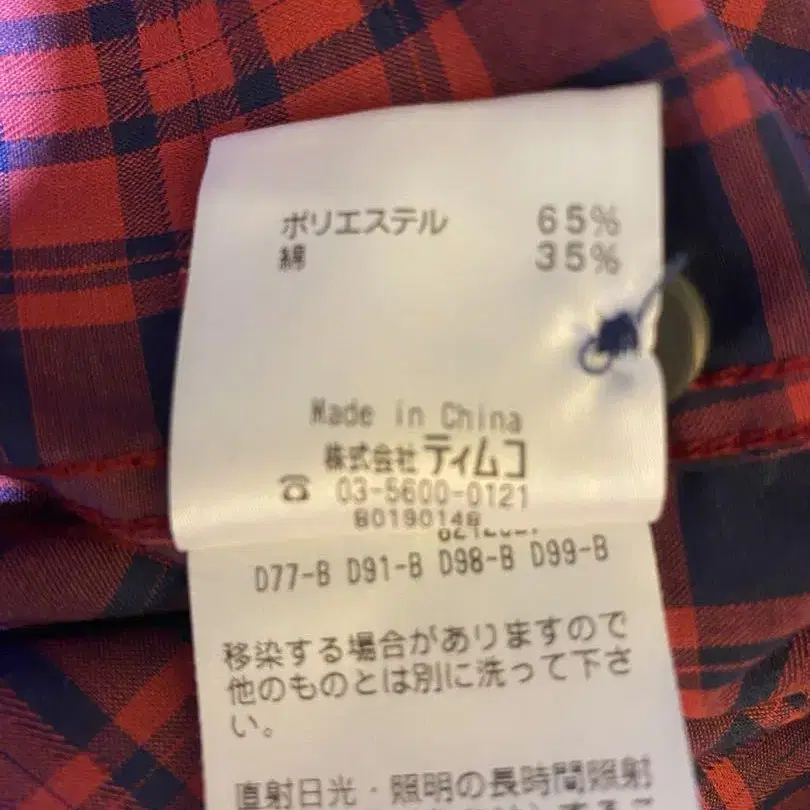 ポリエステル 65%
綿 35%
Made in China
株式会社 ティムコ
☎ 03-5600-0121
80190148
D77-B D91-B D98-B D99-B
移染する場合がありますので
他のものとは別に洗って下さ
い。
直射日光・照明の長時間照射